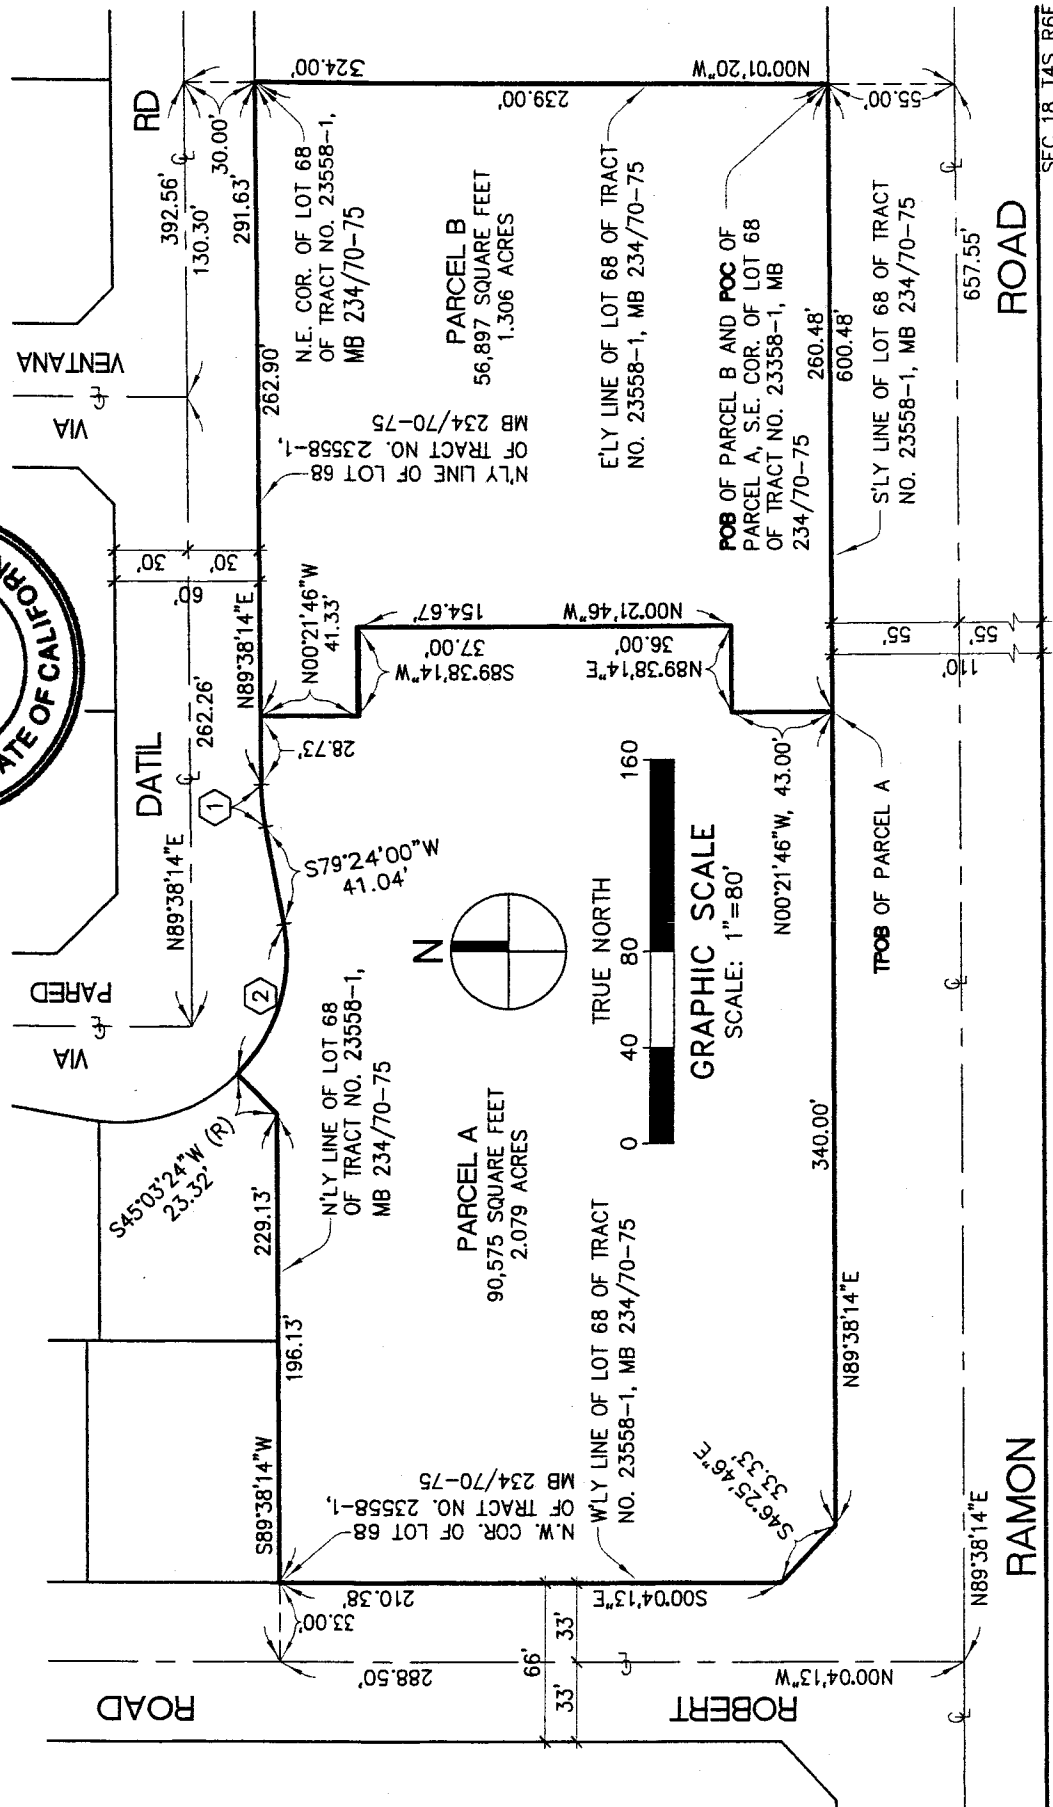 ATE OF CALIFORN
RD
DATIL
VIA
VENTANA
VIA
PARED
392.56'
130.30'
30.00'
291.63'
324.00'
262.90'
N.E. COR. OF LOT 68
OF TRACT NO. 23558-1,
MB 234/70-75
N'LY LINE OF LOT 68
OF TRACT NO. 23558-1,
MB 234/70-75
30'
30'
60'
N89°38'14"E
262.26'
N89°38'14"E
N00°21'46"W
41.33'
28.73'
1
2
S76°24'00"W
41.04'
S45°03'24"W (R)
23.32'
229.13'
196.13'
S89°38'14"W
N'LY LINE OF LOT 68
OF TRACT NO. 23558-1,
MB 234/70-75
PARCEL B
56,897 SQUARE FEET
1.306 ACRES
239.00'
N00°01'20"W
E'LY LINE OF LOT 68 OF TRACT
NO. 23558-1, MB 234/70-75
154.67'
N00°21'46"W
37.00'
S89°38'14"W
36.00'
N89°38'14"E
N00°21'46"W, 43.00'
POB OF PARCEL B AND POC OF
PARCEL A, S.E. COR. OF LOT 68
OF TRACT NO. 23358-1, MB
234/70-75
260.48'
600.48'
55.00'
S'LY LINE OF LOT 68 OF TRACT
NO. 23558-1, MB 234/70-75
657.55'
55'
55'
110'
TPOB OF PARCEL A
N
TRUE NORTH
0
40
80
160
GRAPHIC SCALE
SCALE: 1"=80'
PARCEL A
90,575 SQUARE FEET
2.079 ACRES
W'LY LINE OF LOT 68 OF TRACT
NO. 23558-1, MB 234/70-75
N.W. COR. OF LOT 68
OF TRACT NO. 23558-1,
MB 234/70-75
340.00'
N89°38'14"E
S46°25'46"E
33.33'
S00°04'13"E
210.38'
33.00'
288.50'
66'
33'
33'
N00°04'13"W
N89°38'14"E
ROBERT
ROAD
RAMON
ROAD
SEC 18 T4S R6E